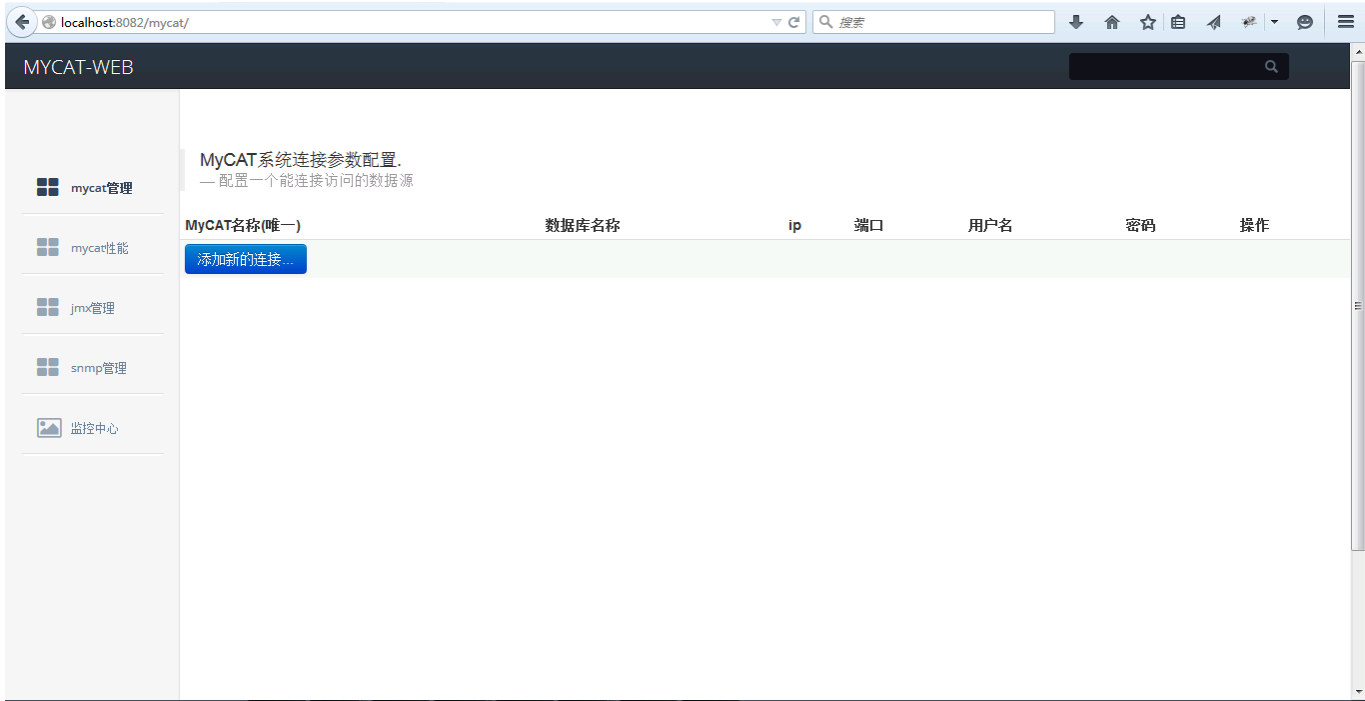 localhost:8082/mycat/
搜索
MYCAT-WEB
mycat管理
mycat性能
jmx管理
snmp管理
监控中心
MyCAT系统连接参数配置.
— 配置一个能连接访问的数据源
MyCAT名称(唯一) 数据库名称 ip 端口 用户名 密码 操作
添加新的连接...